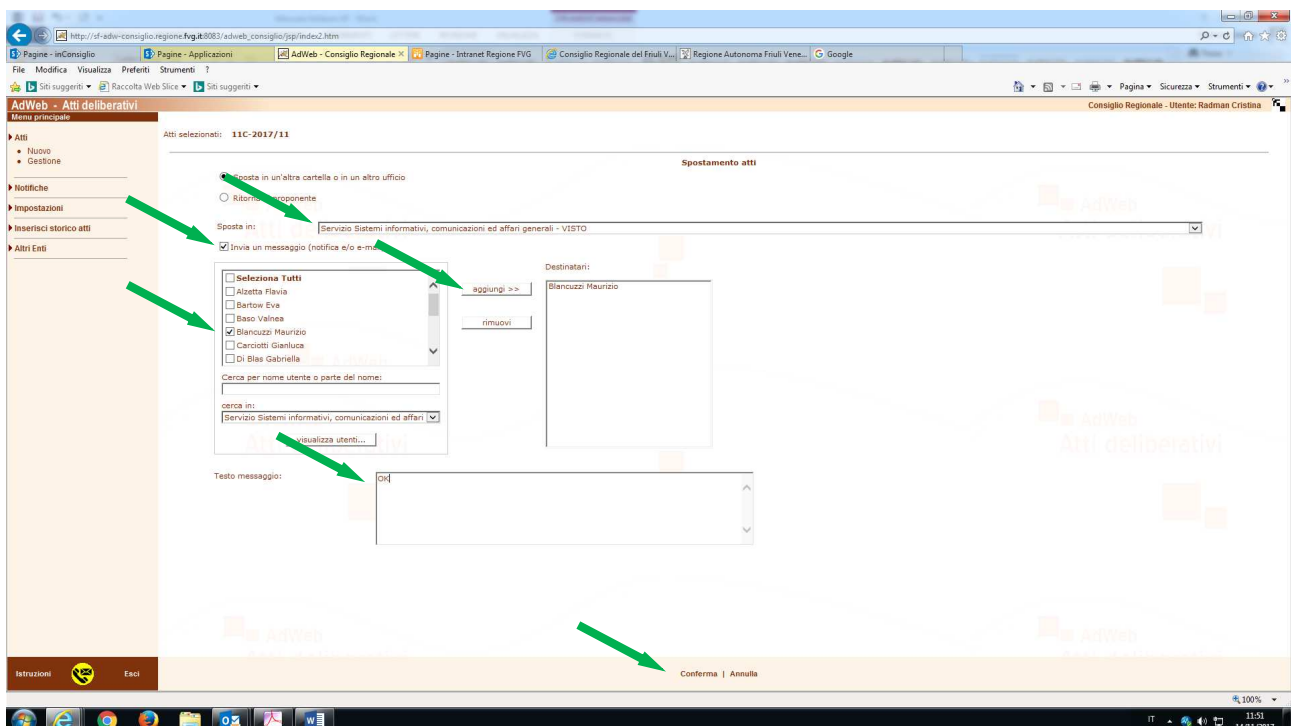 http://sf-adw-consiglio.regione.fvg.it:8083/adweb_consiglio/jsp/index2.htm
Pagine - inConsiglio
Pagine - Applicazioni
AdWeb - Consiglio Regionale
Pagine - Intranet Regione FVG
Consiglio Regionale del Friuli V...
Regione Autonoma Friuli Vene...
Google
File Modifica Visualizza Preferiti Strumenti ?
Siti suggeriti Raccolta Web Slice Siti suggeriti
Pagina Sicurezza Strumenti
AdWeb - Atti deliberativi
Consiglio Regionale - Utente: Radman Cristina
Menu principale
Atti
Nuovo
Gestione
Notifiche
Impostazioni
Inserisci storico atti
Altri Enti
Atti selezionati: 11C-2017/11
Spostamento atti
Sposta in un'altra cartella o in un altro ufficio
Ritorna proponente
Sposta in:
Servizio Sistemi informativi, comunicazioni ed affari generali - VISTO
Invia un messaggio (notifica e/o e-ma
Seleziona Tutti
Alzetta Flavia
Bartow Eva
Baso Valnea
Blancuzzi Maurizio
Carciotti Gianluca
Di Blas Gabriella
aggiungi >>
rimuovi
Destinatari:
Blancuzzi Maurizio
Cerca per nome utente o parte del nome:
cerca in:
Servizio Sistemi informativi, comunicazioni ed affari
visualizza utenti...
Testo messaggio:
OK
AdWeb
Atti deliberativi
Conferma | Annulla
Istruzioni
Esci
100%
IT
11:51
14/11/2017